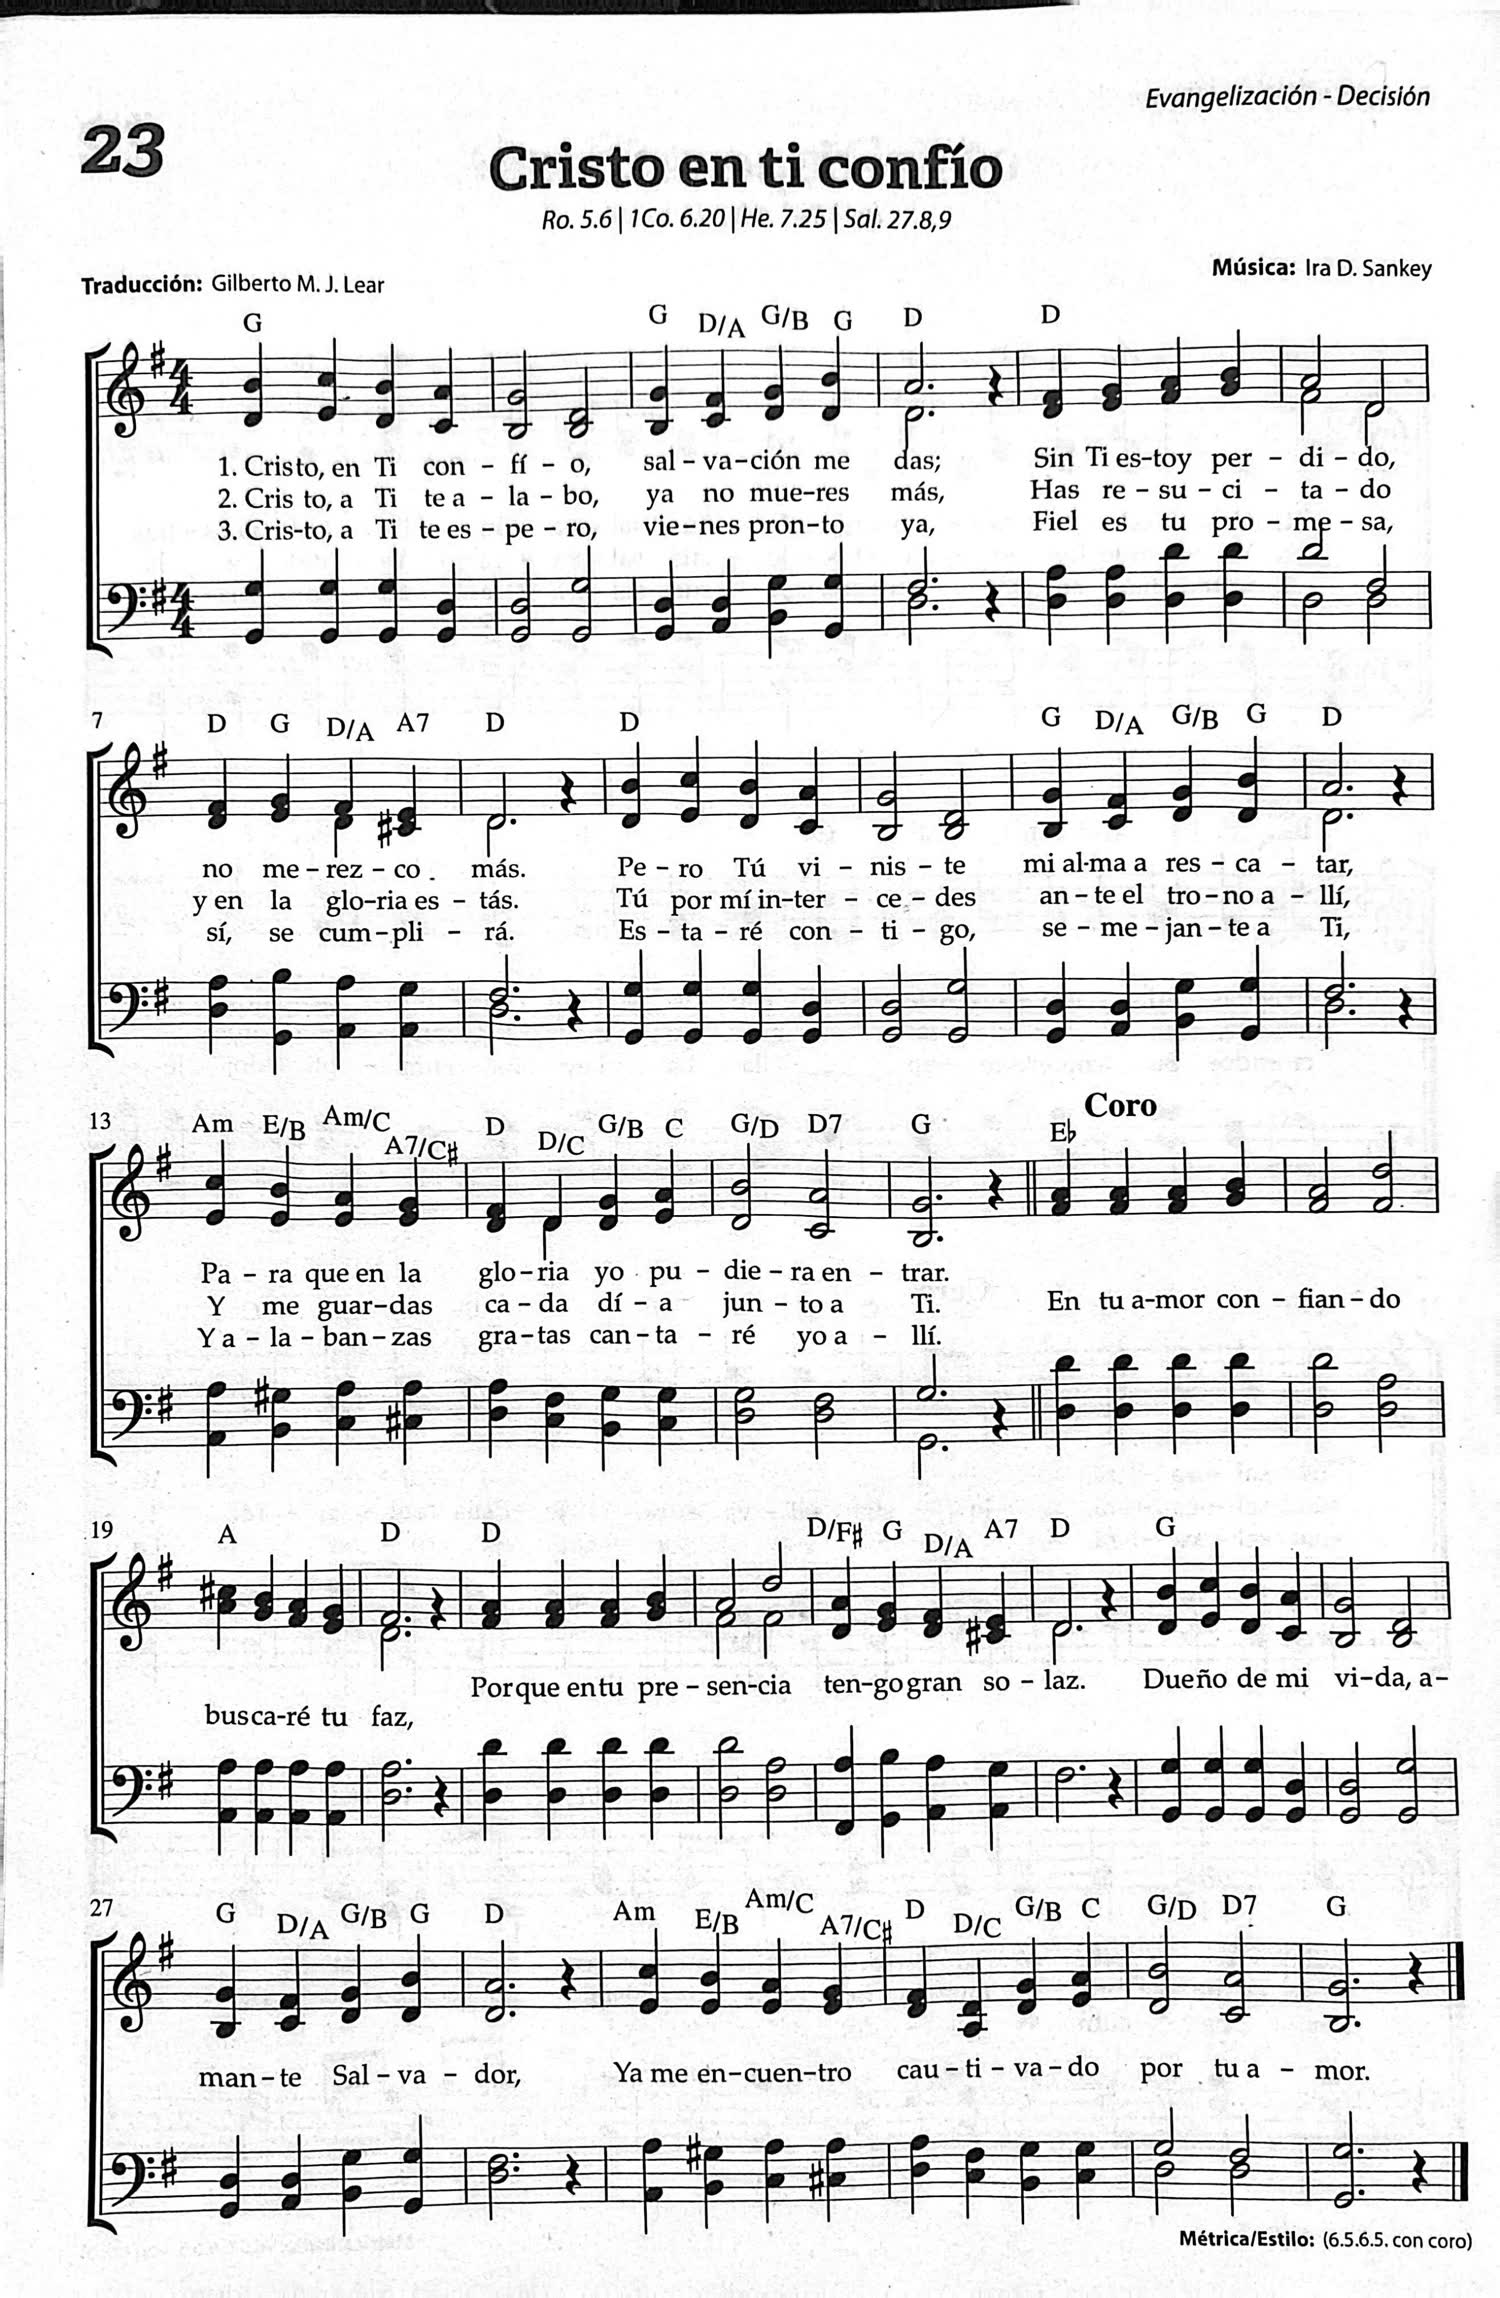 Evangelización - Decisión
23
Cristo en ti confío
Ro. 5.6 | 1Co. 6.20 | He. 7.25 | Sal. 27.8,9
Traducción: Gilberto M. J. Lear
Música: Ira D. Sankey
G G D/A G/B G D D
1. Cristo, en Ti con - fí - o, sal - va - ción me das; Sin Ti es - toy per - di - do,
2. Cris to, a Ti te a - la - bo, ya no mue - res más, Has re - su - ci - ta - do
3. Cris - to, a Ti te es - pe - ro, vie - nes pron - to ya, Fiel es tu pro - me - sa,
7 D G D/A A7 D D G D/A G/B G D
no me - rez - co . más. Pe - ro Tú vi - nis - te mi al - ma a res - ca - tar,
y en la glo - ria es - tás. Tú por mí in - ter - ce - des an - te el tro - no a - llí,
sí, se cum - pli - rá. Es - ta - ré con - ti - go, se - me - jan - te a Ti,
Coro
13 Am E/B Am/C A7/C# D D/C G/B C G/D D7 G E♭
Pa - ra que en la glo - ria yo pu - die - ra en - trar.
Y me guar - das ca - da dí - a jun - to a Ti. En tu a - mor con - fian - do
Y a - la - ban - zas gra - tas can - ta - ré yo a - llí.
19 A D D D/F# G D/A A7 D G
Porque en tu pre - sen - cia ten - go gran so - laz. Dueño de mi vi - da, a -
busca - ré tu faz,
27 G D/A G/B G D Am E/B Am/C A7/C# D D/C G/B C G/D D7 G
man - te Sal - va - dor, Ya me en - cuen - tro cau - ti - va - do por tu a - mor.
Métrica/Estilo: (6.5.6.5. con coro)